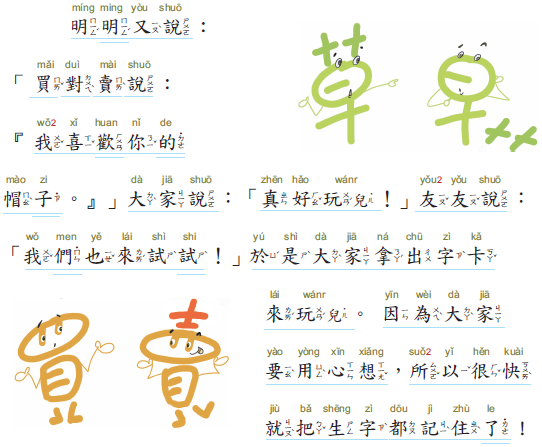 míng míng yòu shuō
明明又說：
mǎi duì mài shuō
「買對賣說：
wǒ2 xǐ huan nǐ de
『我喜歡你的
mào zi dà jiā shuō zhēn hǎo wánr yǒu2 yǒu shuō
帽子。』」大家說：「真好玩兒！」友友說：
wǒ men yě lái shì shi yú shì dà jiā ná chū zì kǎ
「我們也來試試！」於是大家拿出字卡
lái wánr yīn wèi dà jiā
來玩兒。因為大家
yào yòng xīn xiǎng suǒ2 yǐ hěn kuài
要用心想，所以很快
jiù bǎ shēng zì dōu jì zhù le
就把生字都記住了！
草 早
買 賣